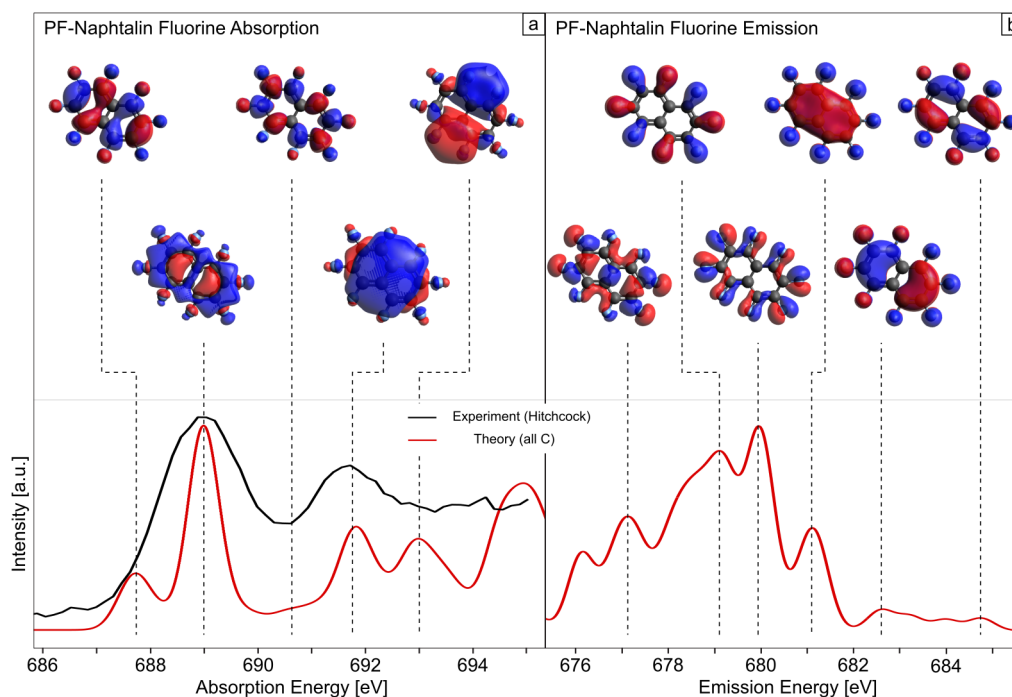 PF-Naphtalin Fluorine Absorption
a
PF-Naphtalin Fluorine Emission
b
Experiment (Hitchcock)
Theory (all C)
Intensity [a.u.]
686 688 690 692 694
676 678 680 682 684
Absorption Energy [eV]
Emission Energy [eV]